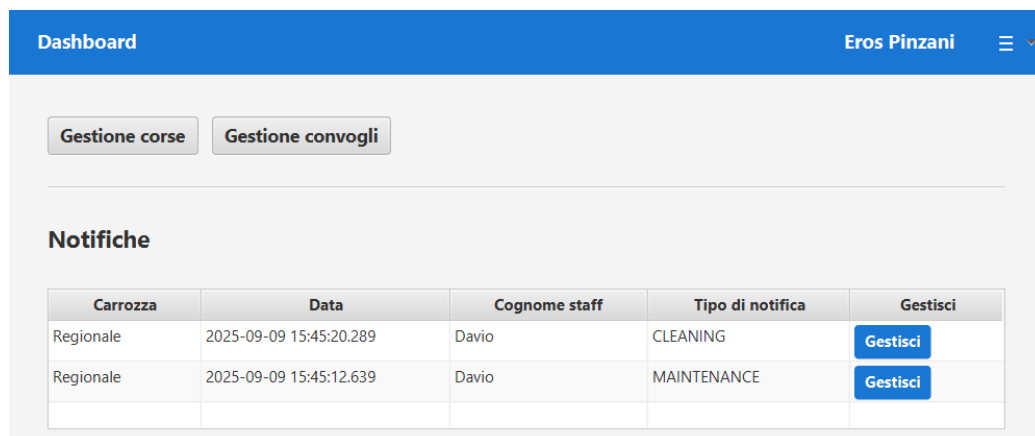 Dashboard Eros Pinzani
Gestione corse Gestione convogli
Notifiche
Carrozza Data Cognome staff Tipo di notifica Gestisci
Regionale 2025-09-09 15:45:20.289 Davio CLEANING Gestisci
Regionale 2025-09-09 15:45:12.639 Davio MAINTENANCE Gestisci